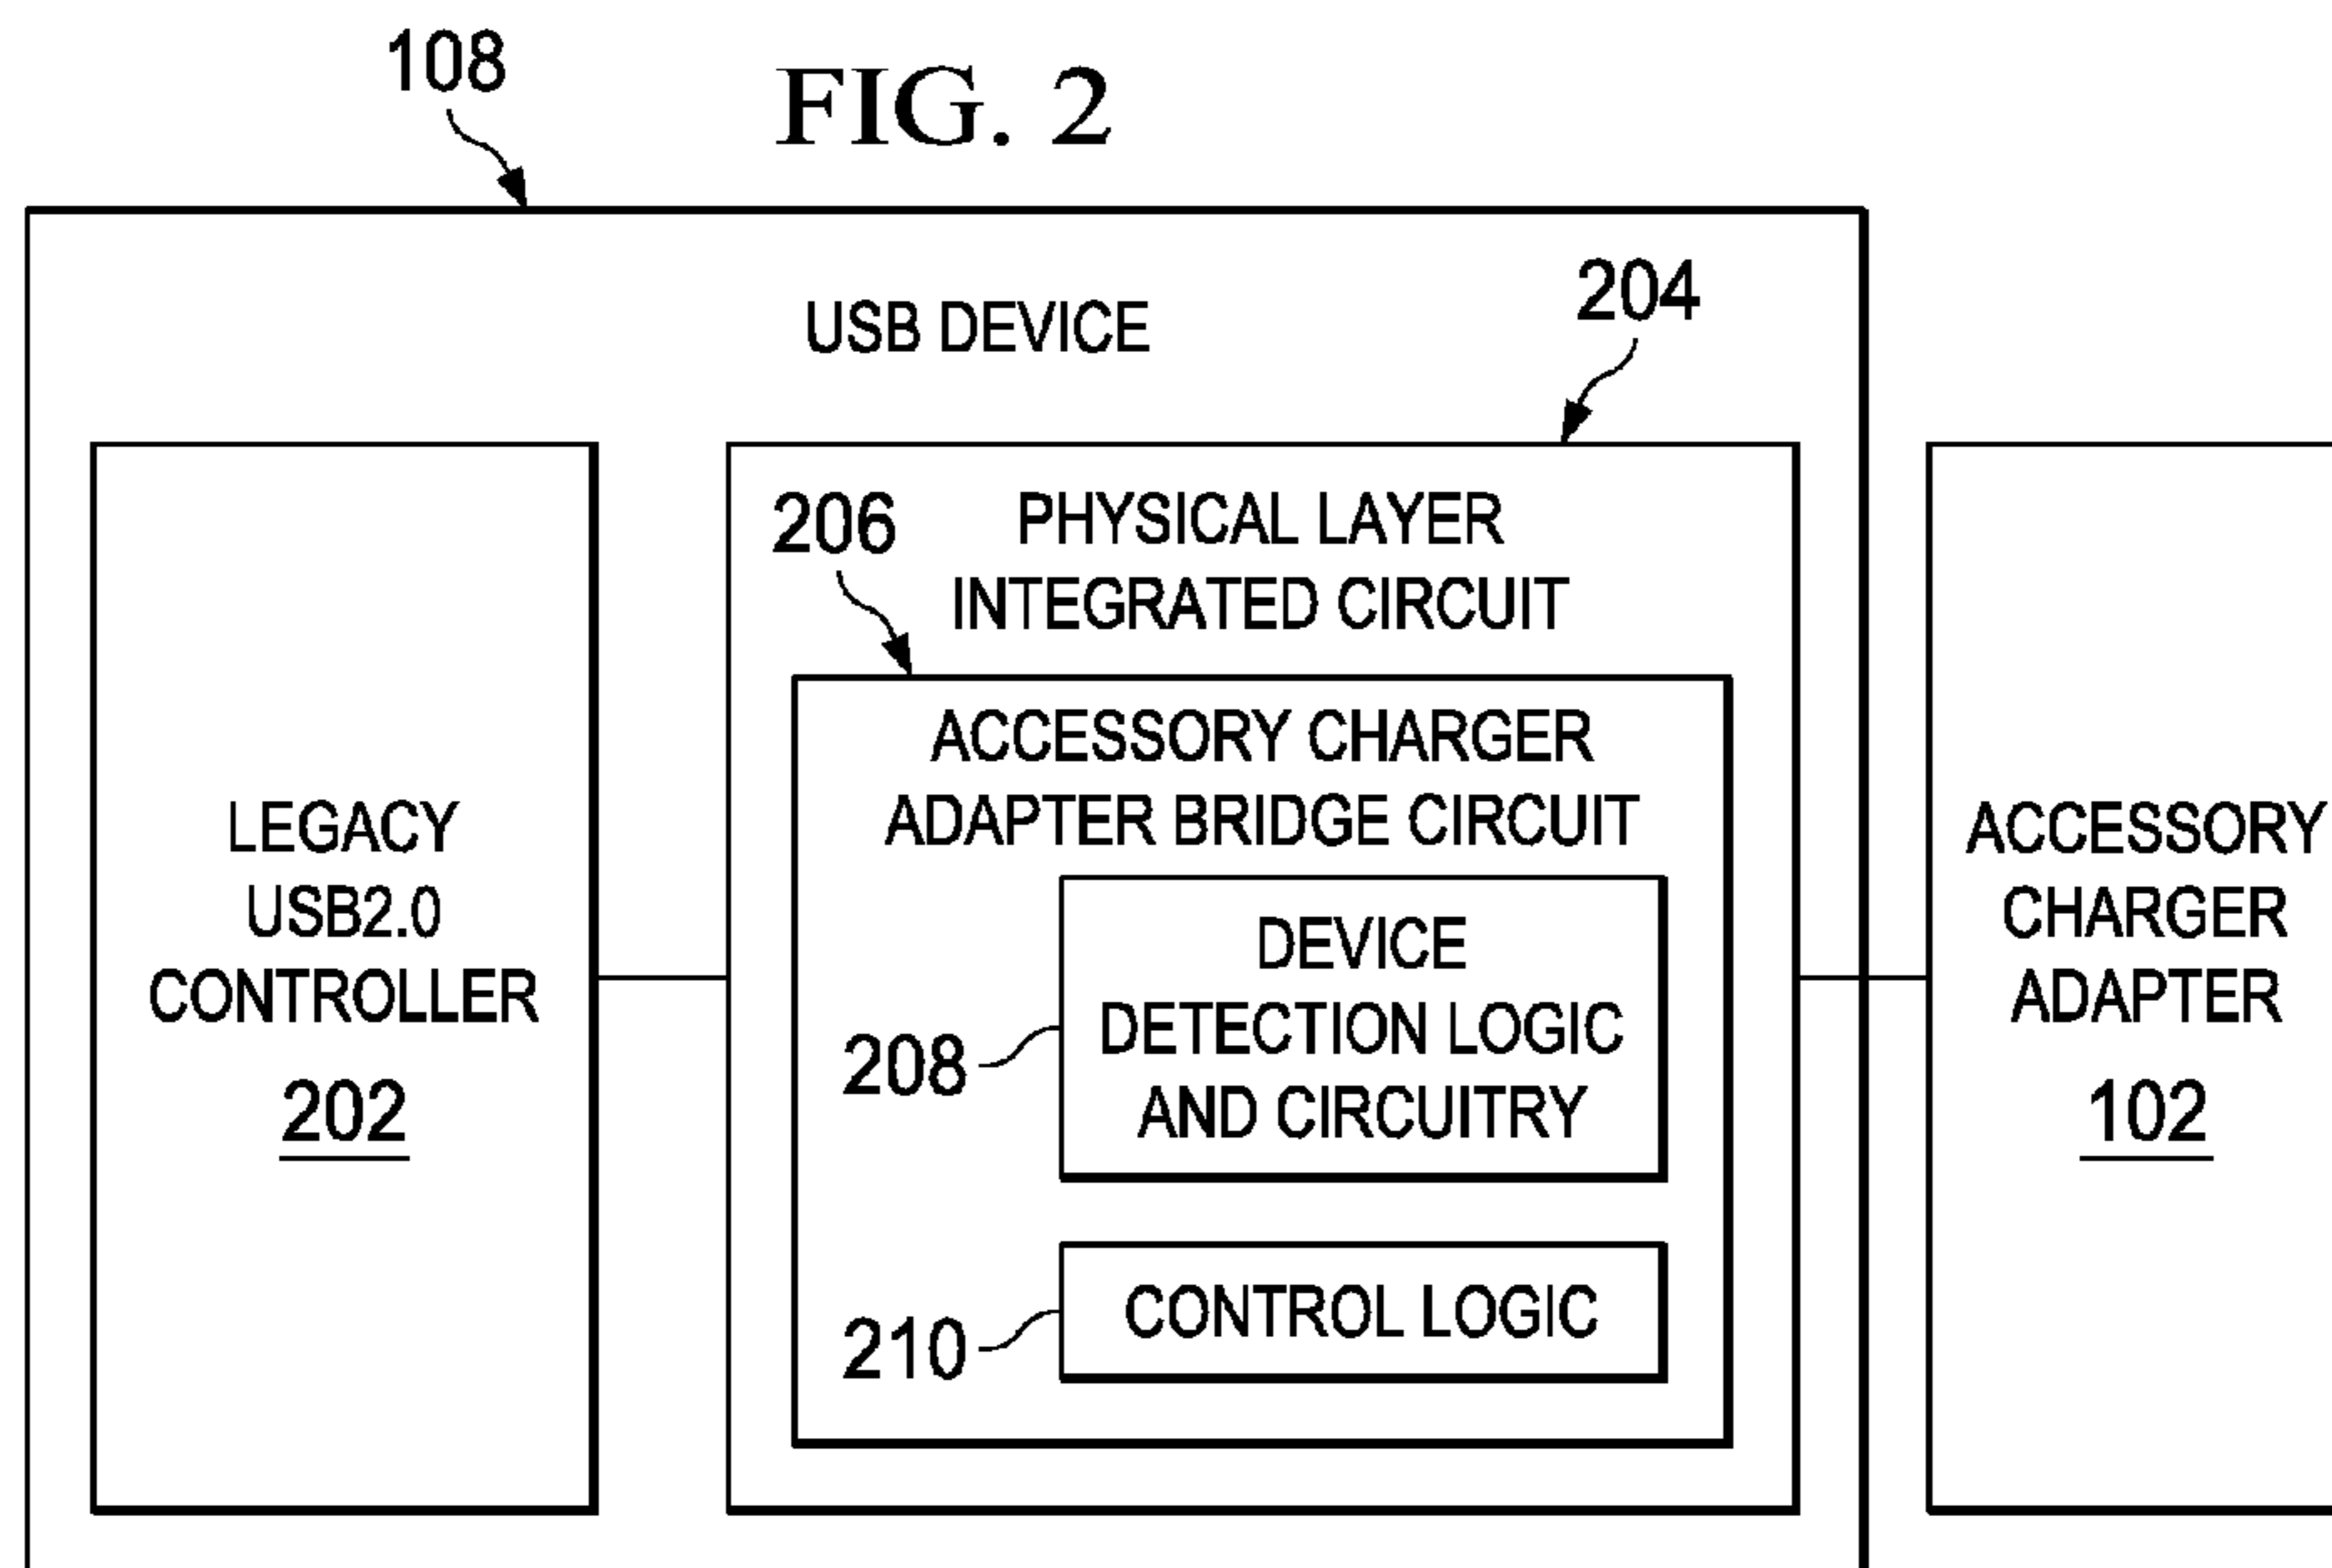 108
FIG. 2
USB DEVICE
204
206
PHYSICAL LAYER
INTEGRATED CIRCUIT
ACCESSORY CHARGER
ADAPTER BRIDGE CIRCUIT
LEGACY
USB2.0
CONTROLLER
202
DEVICE
DETECTION LOGIC
AND CIRCUITRY
208
CONTROL LOGIC
210
ACCESSORY
CHARGER
ADAPTER
102